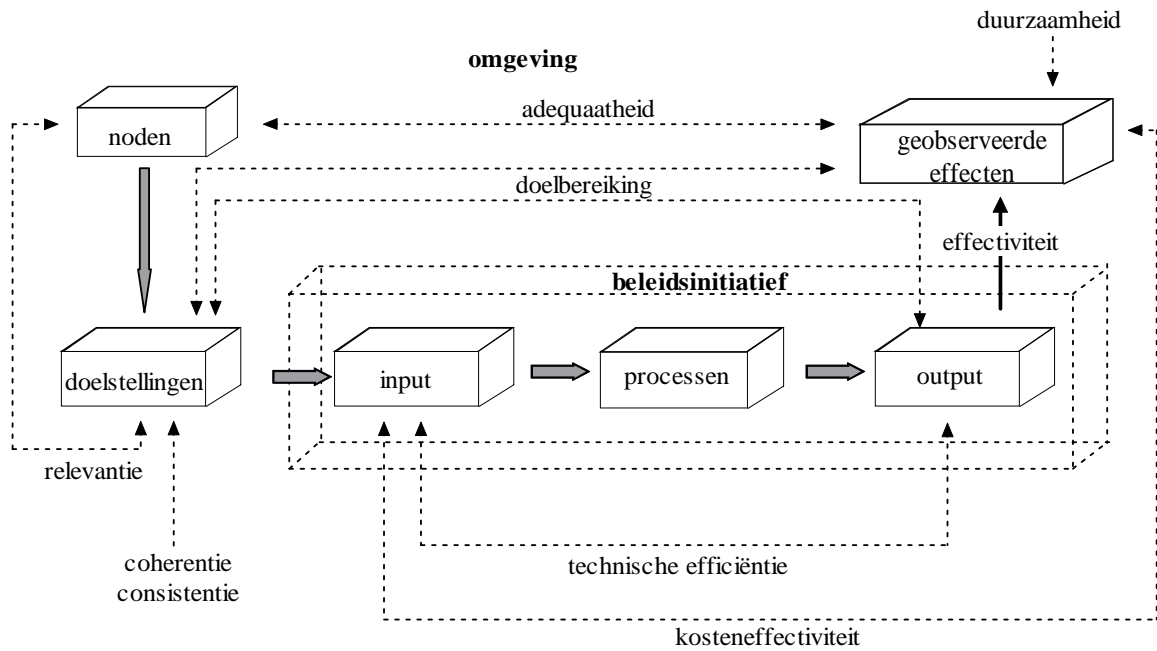 duurzaamheid
omgeving
adequaatheid
noden
geobserveerde
effecten
doelbereiking
effectiviteit
beleidsinitiatief
doelstellingen
input
processen
output
relevantie
coherentie
consistentie
technische efficiëntie
kosteneffectiviteit